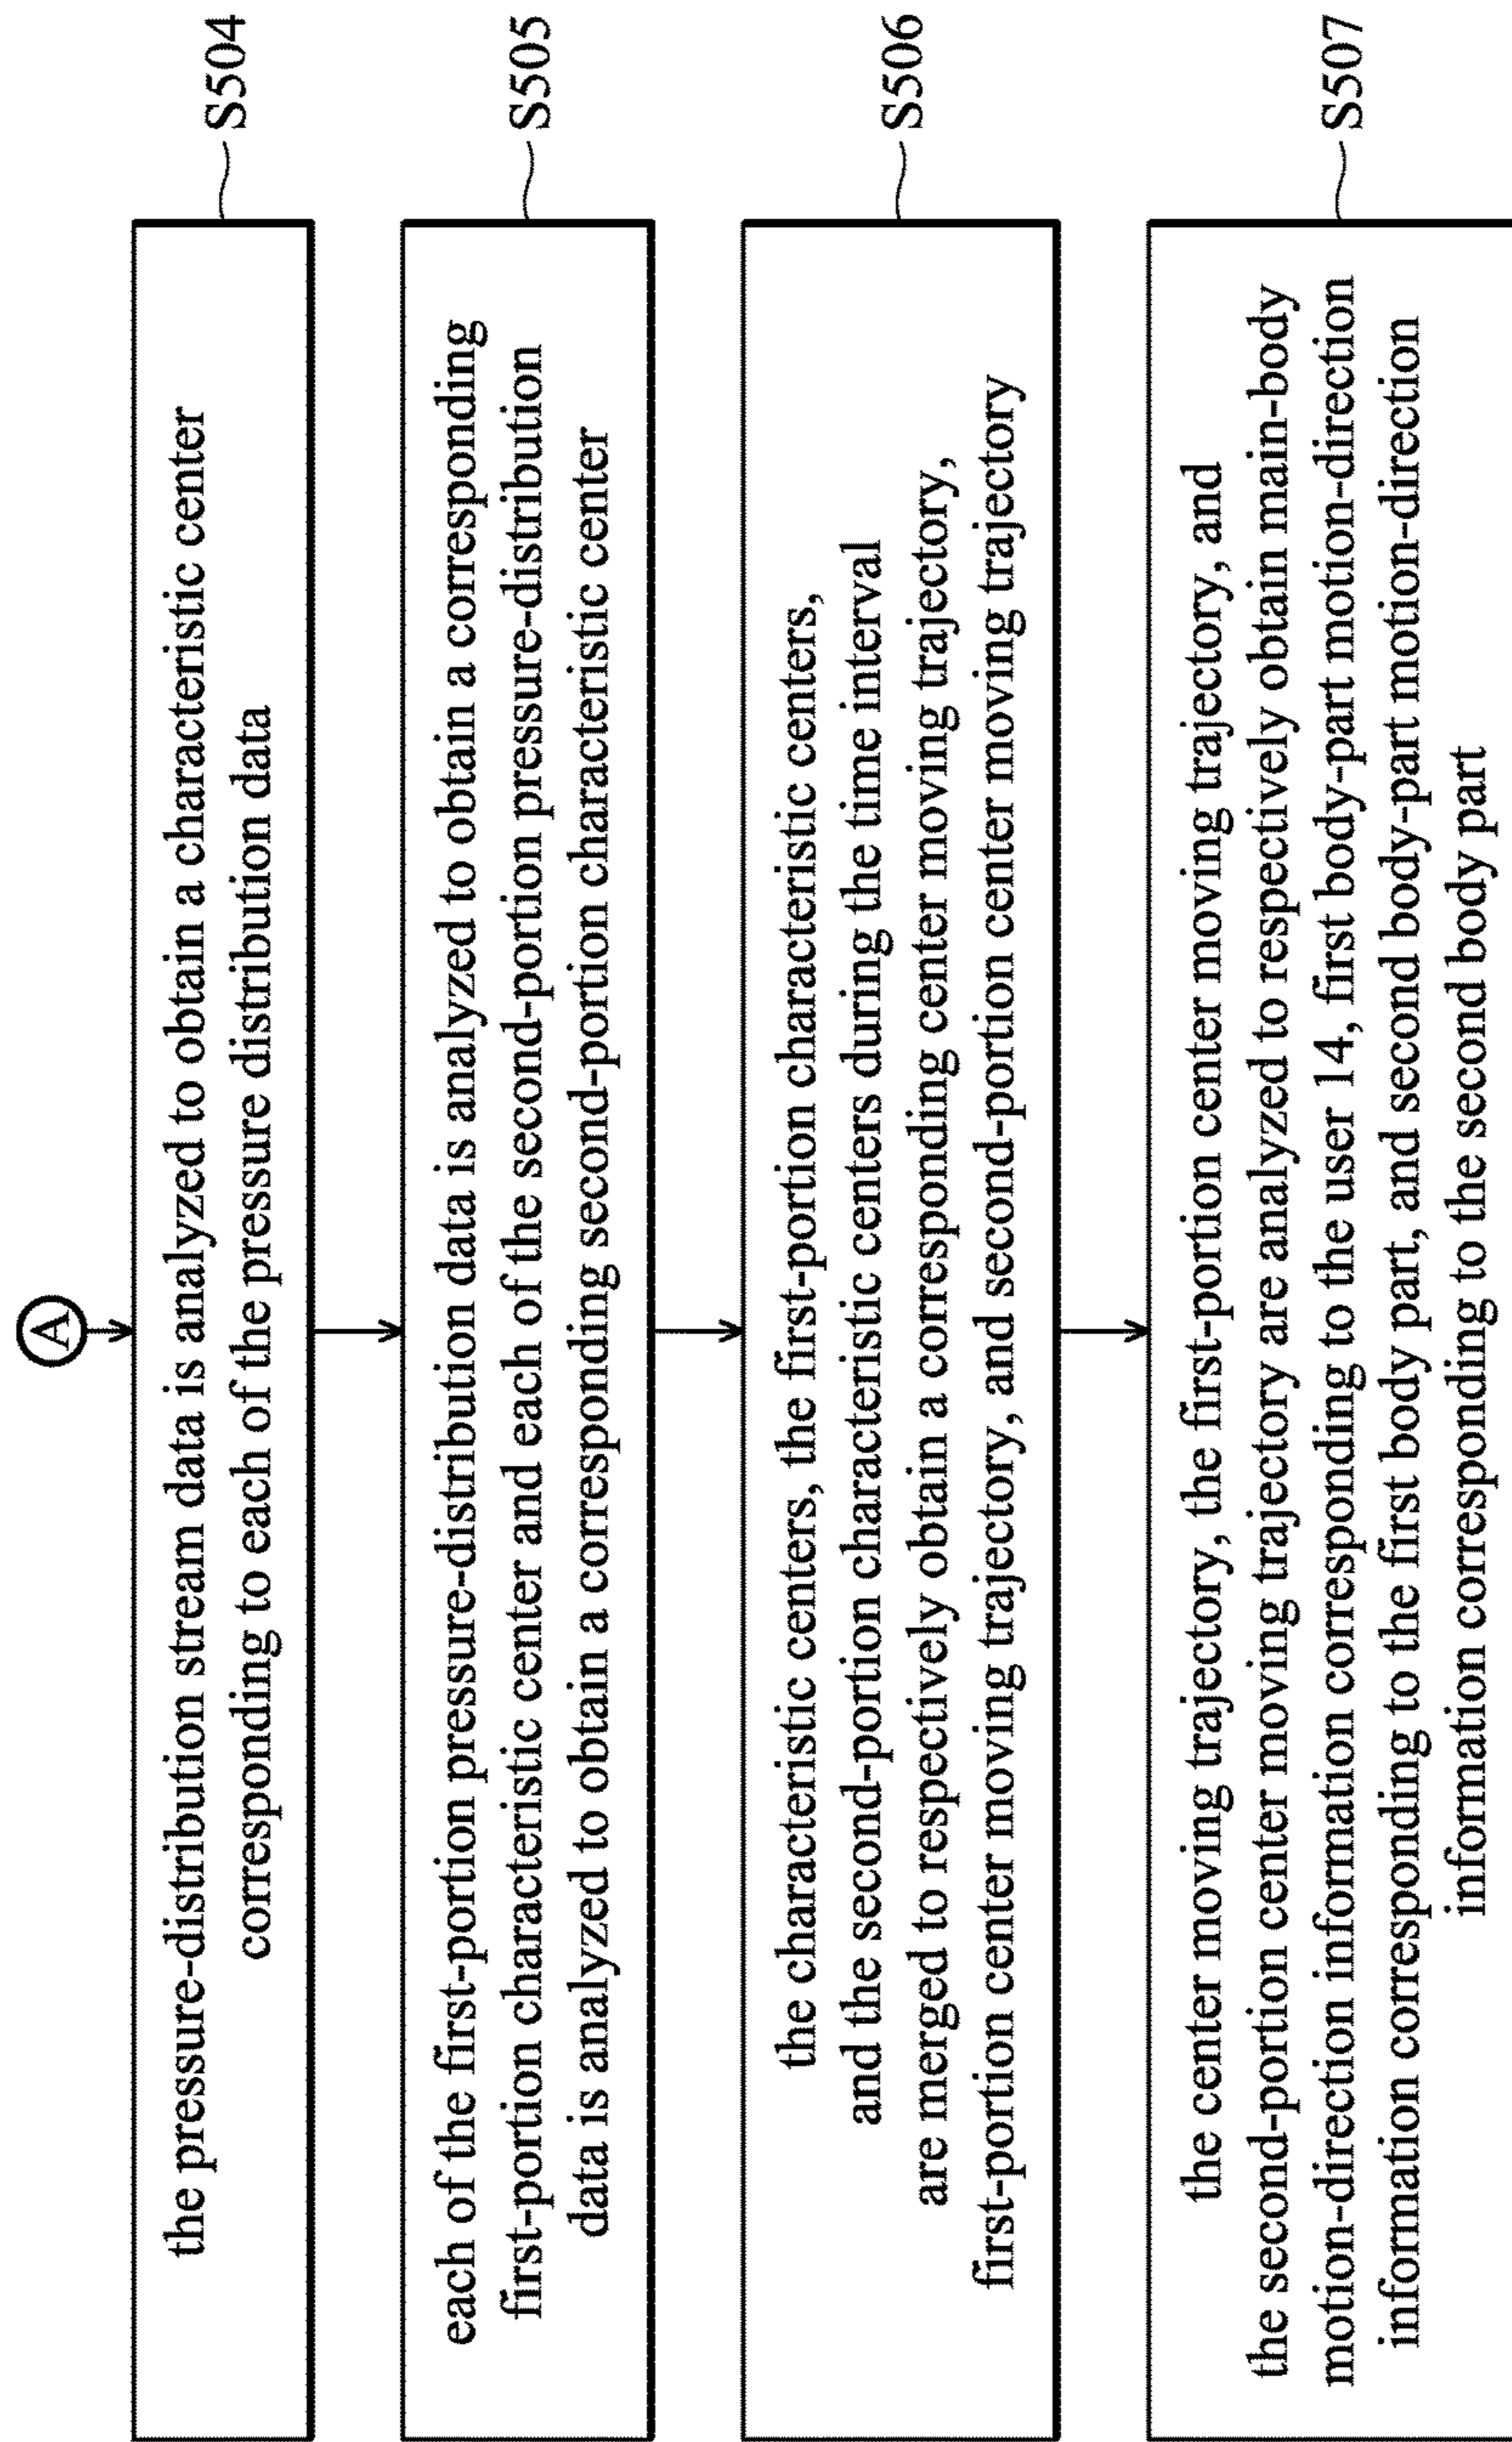 A
the pressure-distribution stream data is analyzed to obtain a characteristic center
corresponding to each of the pressure distribution data
S504
each of the first-portion pressure-distribution data is analyzed to obtain a corresponding
first-portion characteristic center and each of the second-portion pressure-distribution
data is analyzed to obtain a corresponding second-portion characteristic center
S505
the characteristic centers, the first-portion characteristic centers,
and the second-portion characteristic centers during the time interval
are merged to respectively obtain a corresponding center moving trajectory,
first-portion center moving trajectory, and second-portion center moving trajectory
S506
the center moving trajectory, the first-portion center moving trajectory, and
the second-portion center moving trajectory are analyzed to respectively obtain main-body
motion-direction information corresponding to the user 14, first body-part motion-direction
information corresponding to the first body part, and second body-part motion-direction
information corresponding to the second body part
S507